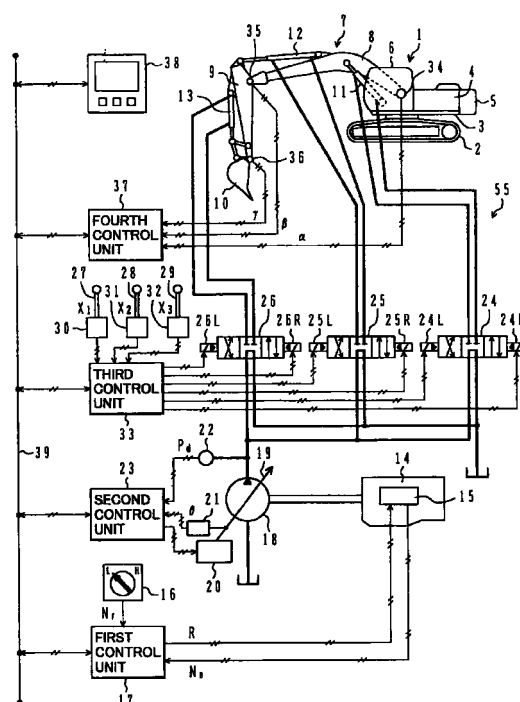 38
35
12
7
8
6
1
34
4
5
9
13
11
3
2
10
36
γ
β
α
55
37
FOURTH
CONTROL
UNIT
27
28
29
31
32
X1
X2
X3
30
26
25
24
26L
26R
25L
25R
24L
THIRD
CONTROL
UNIT
33
39
22
Pd
19
14
15
23
SECOND
CONTROL
UNIT
21
θ
18
20
16
Nr
R
FIRST
CONTROL
UNIT
17